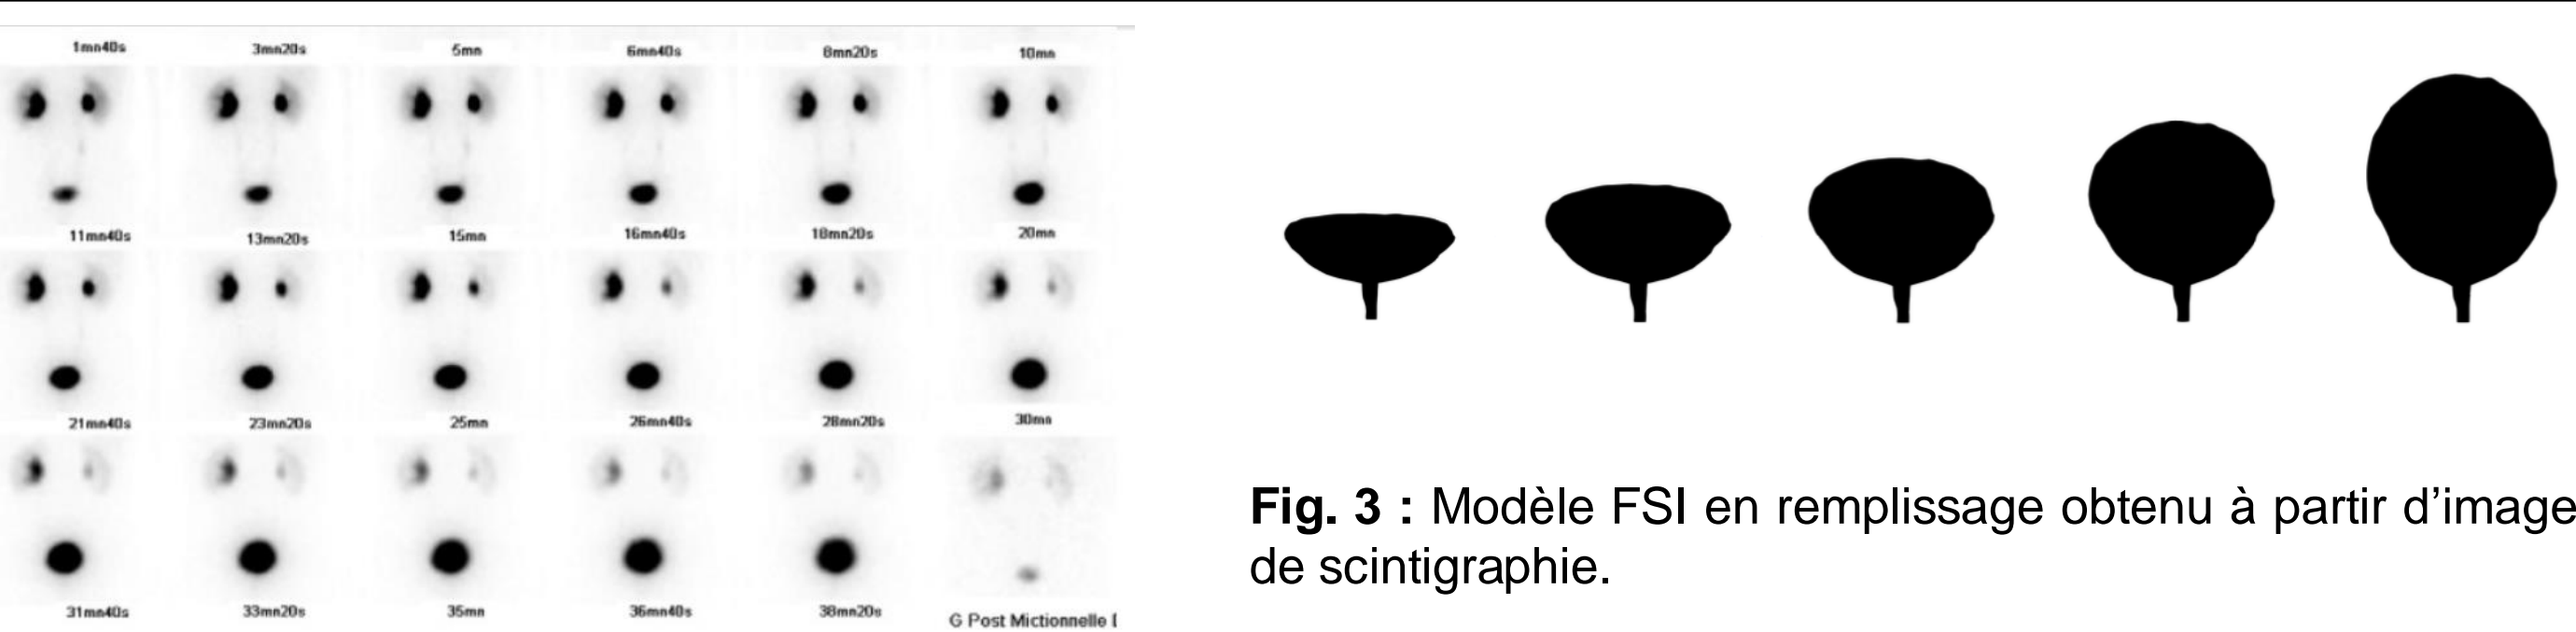 1mn40s 3mn20s 5mn 6mn40s 8mn20s 10mn
11mn40s 13mn20s 15mn 16mn40s 18mn20s 20mn
21mn40s 23mn20s 25mn 26mn40s 28mn20s 30mn
31mn40s 33mn20s 35mn 36mn40s 38mn20s G Post Mictionnelle
Fig. 3 : Modèle FSI en remplissage obtenu à partir d'image
de scintigraphie.